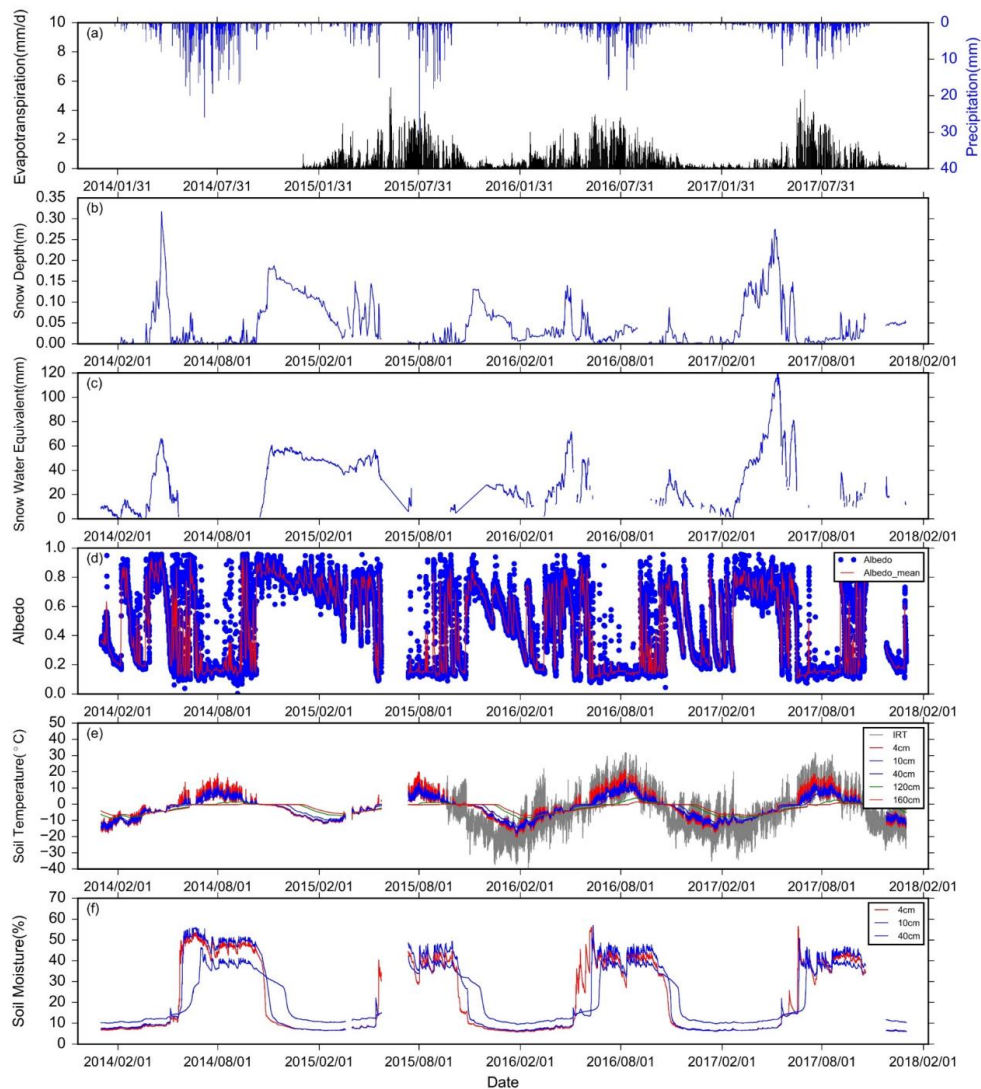 (a)
Evapotranspiration(mm/d)
10
8
6
4
2
0
Precipitation(mm)
0
10
20
30
40
2014/01/31 2014/07/31 2015/01/31 2015/07/31 2016/01/31 2016/07/31 2017/01/31 2017/07/31
(b)
Snow Depth(m)
0.35
0.30
0.25
0.20
0.15
0.10
0.05
0.00
2014/02/01 2014/08/01 2015/02/01 2015/08/01 2016/02/01 2016/08/01 2017/02/01 2017/08/01 2018/02/01
(c)
Snow Water Equivalent(mm)
120
100
80
60
40
20
0
2014/02/01 2014/08/01 2015/02/01 2015/08/01 2016/02/01 2016/08/01 2017/02/01 2017/08/01 2018/02/01
(d)
Albedo
1.0
0.8
0.6
0.4
0.2
0.0
Albedo
Albedo_mean
2014/02/01 2014/08/01 2015/02/01 2015/08/01 2016/02/01 2016/08/01 2017/02/01 2017/08/01 2018/02/01
(e)
Soil Temperature(°C)
50
40
30
20
10
0
−10
−20
−30
−40
IRT
4cm
10cm
40cm
120cm
160cm
2014/02/01 2014/08/01 2015/02/01 2015/08/01 2016/02/01 2016/08/01 2017/02/01 2017/08/01 2018/02/01
(f)
Soil Moisture(%)
70
60
50
40
30
20
10
0
4cm
10cm
40cm
2014/02/01 2014/08/01 2015/02/01 2015/08/01 2016/02/01 2016/08/01 2017/02/01 2017/08/01 2018/02/01
Date